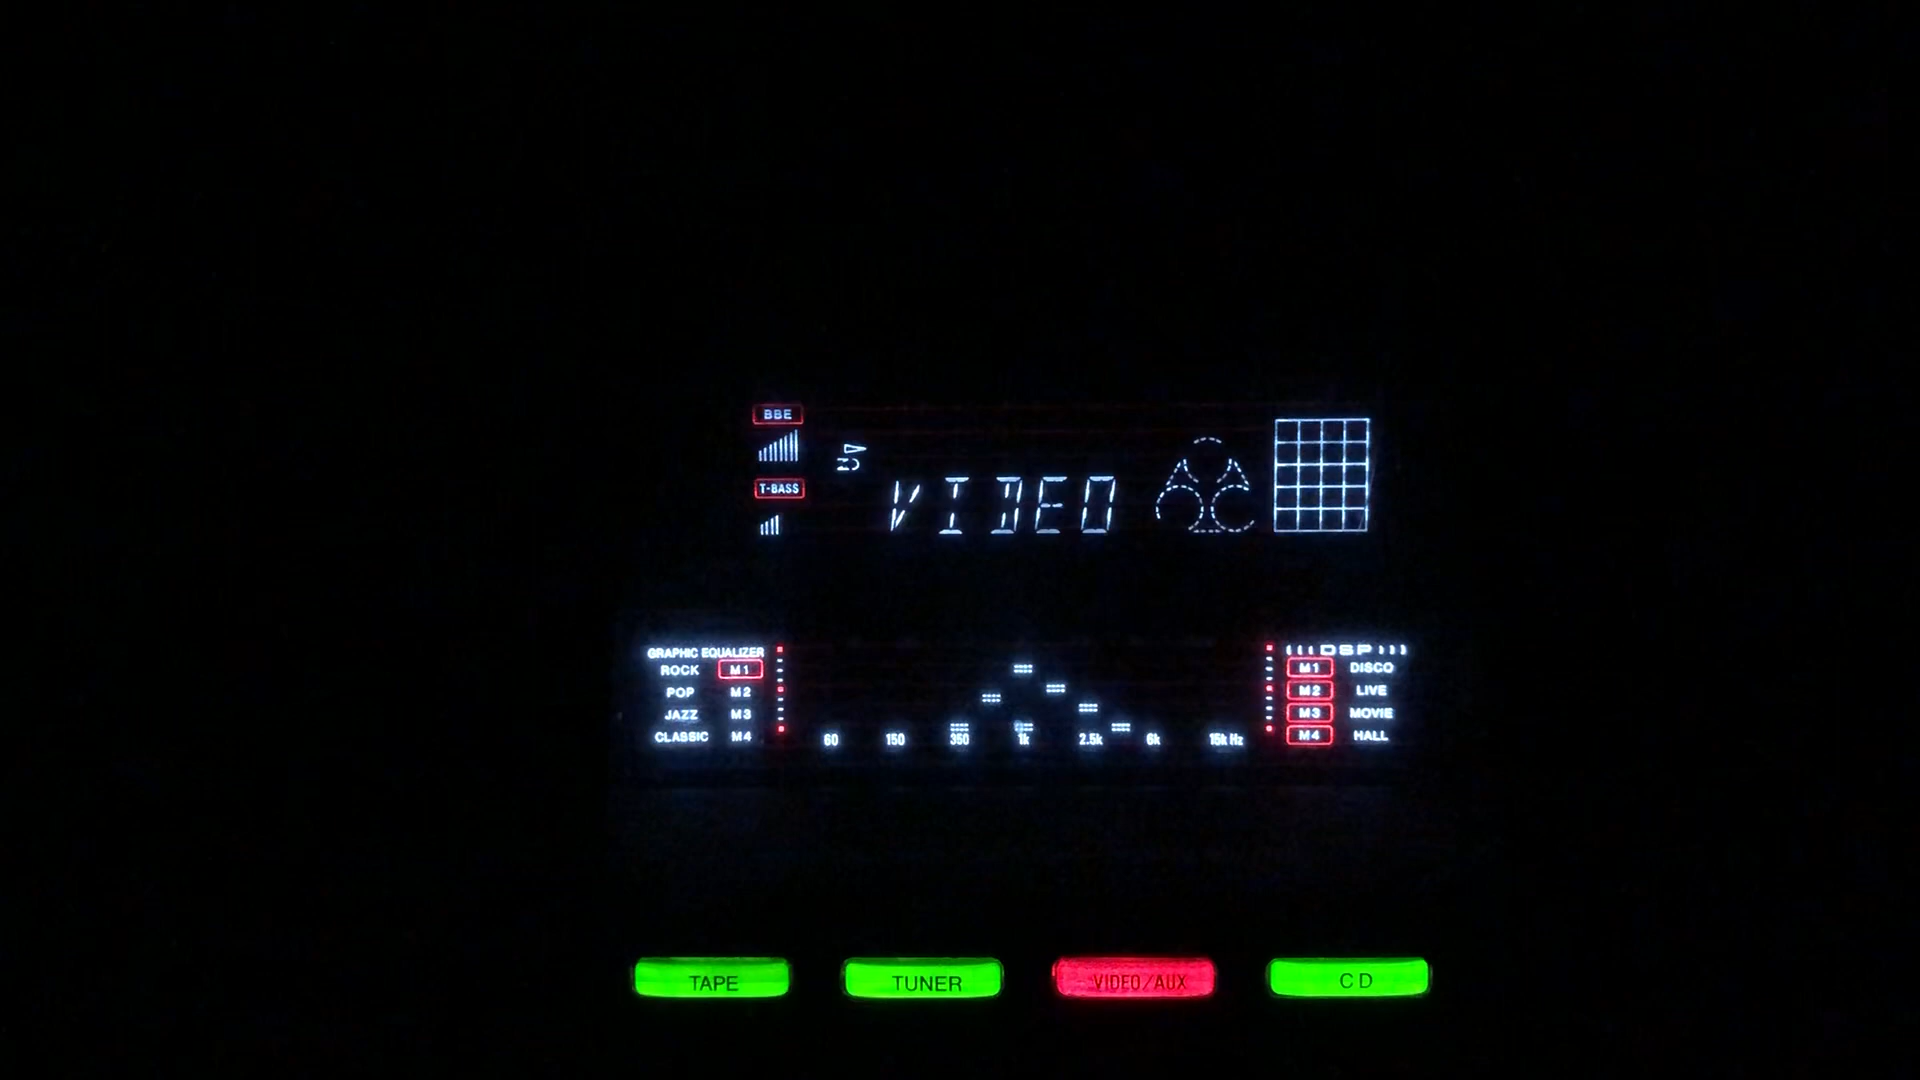 BBE
T-BASS
VIDEO
GRAPHIC EQUALIZER
ROCK M1
POP M2
JAZZ M3
CLASSIC M4
60 150 350 1k 2.5k 6k 15k Hz
DSP
M1 DISCO
M2 LIVE
M3 MOVIE
M4 HALL
TAPE TUNER VIDEO/AUX CD